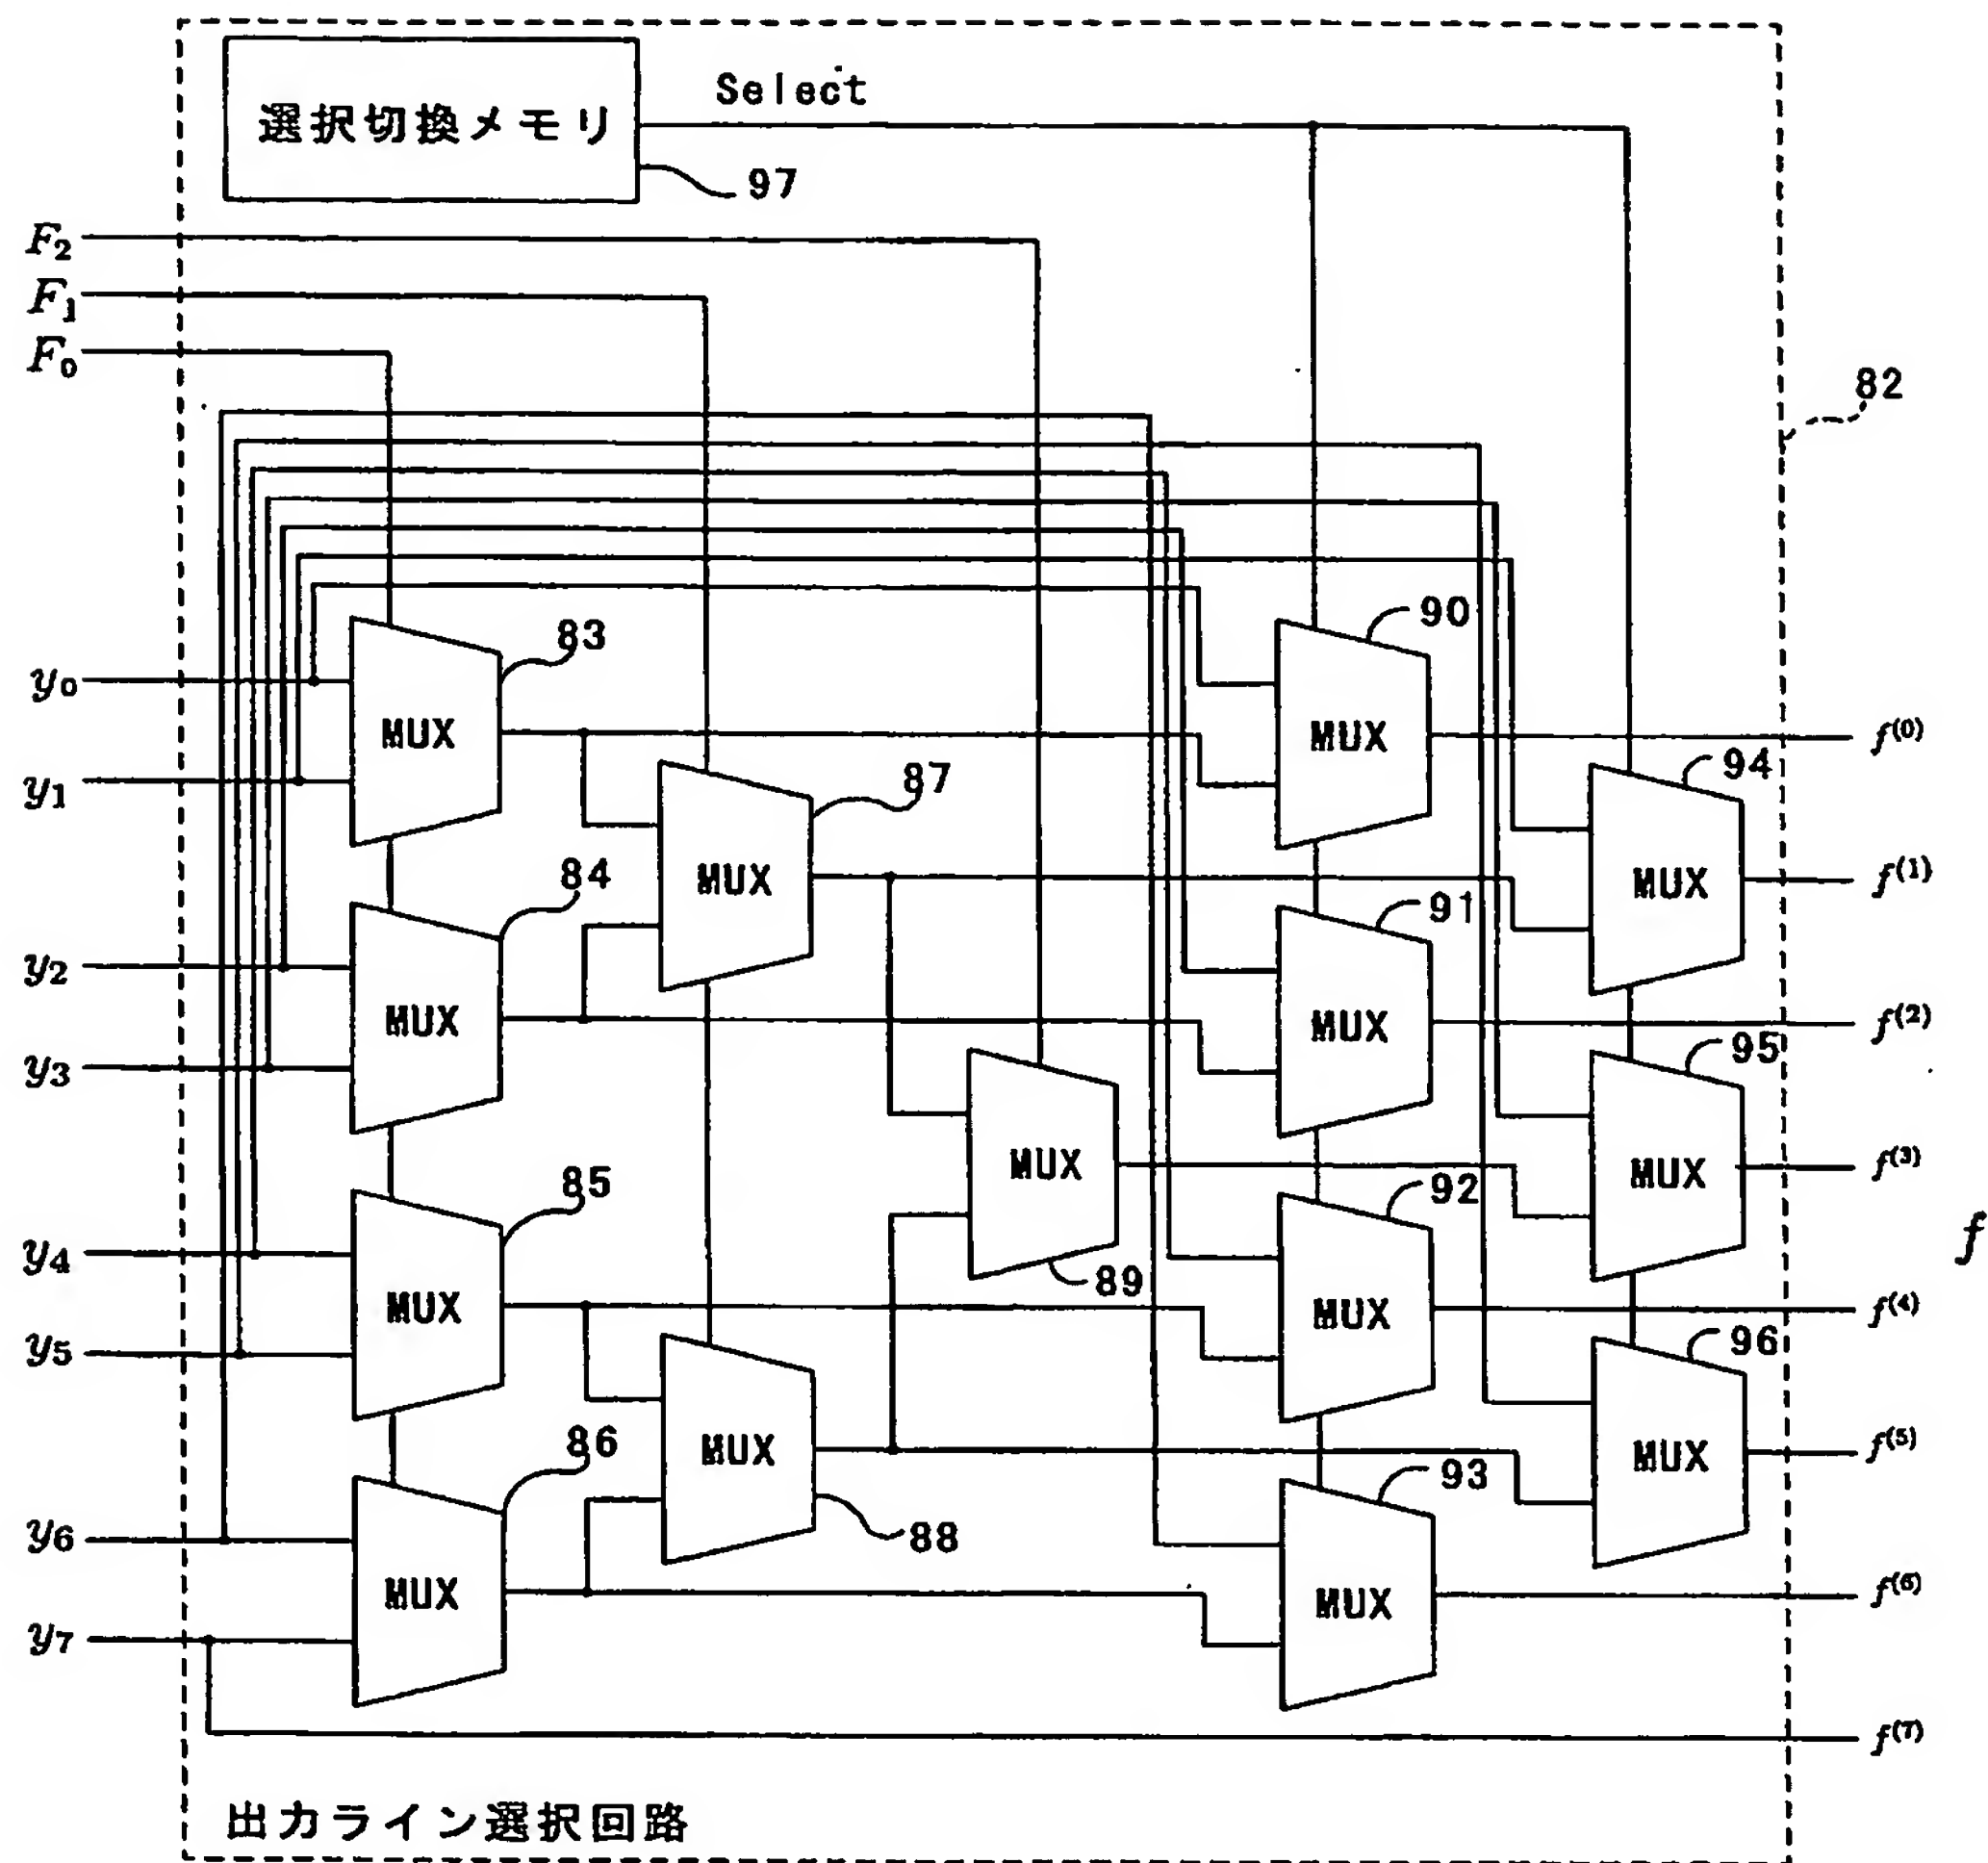 選択切換メモリ
Select
97
F₂
F₁
F₀
82
y₀
y₁
y₂
y₃
y₄
y₅
y₆
y₇
MUX
83
MUX
84
MUX
85
MUX
86
MUX
87
MUX
88
MUX
89
MUX
90
MUX
91
MUX
92
MUX
93
MUX
94
MUX
95
MUX
96
f⁽⁰⁾
f⁽¹⁾
f⁽²⁾
f⁽³⁾
f⁽⁴⁾
f⁽⁵⁾
f⁽⁶⁾
f⁽⁷⁾
f
出力ライン選択回路